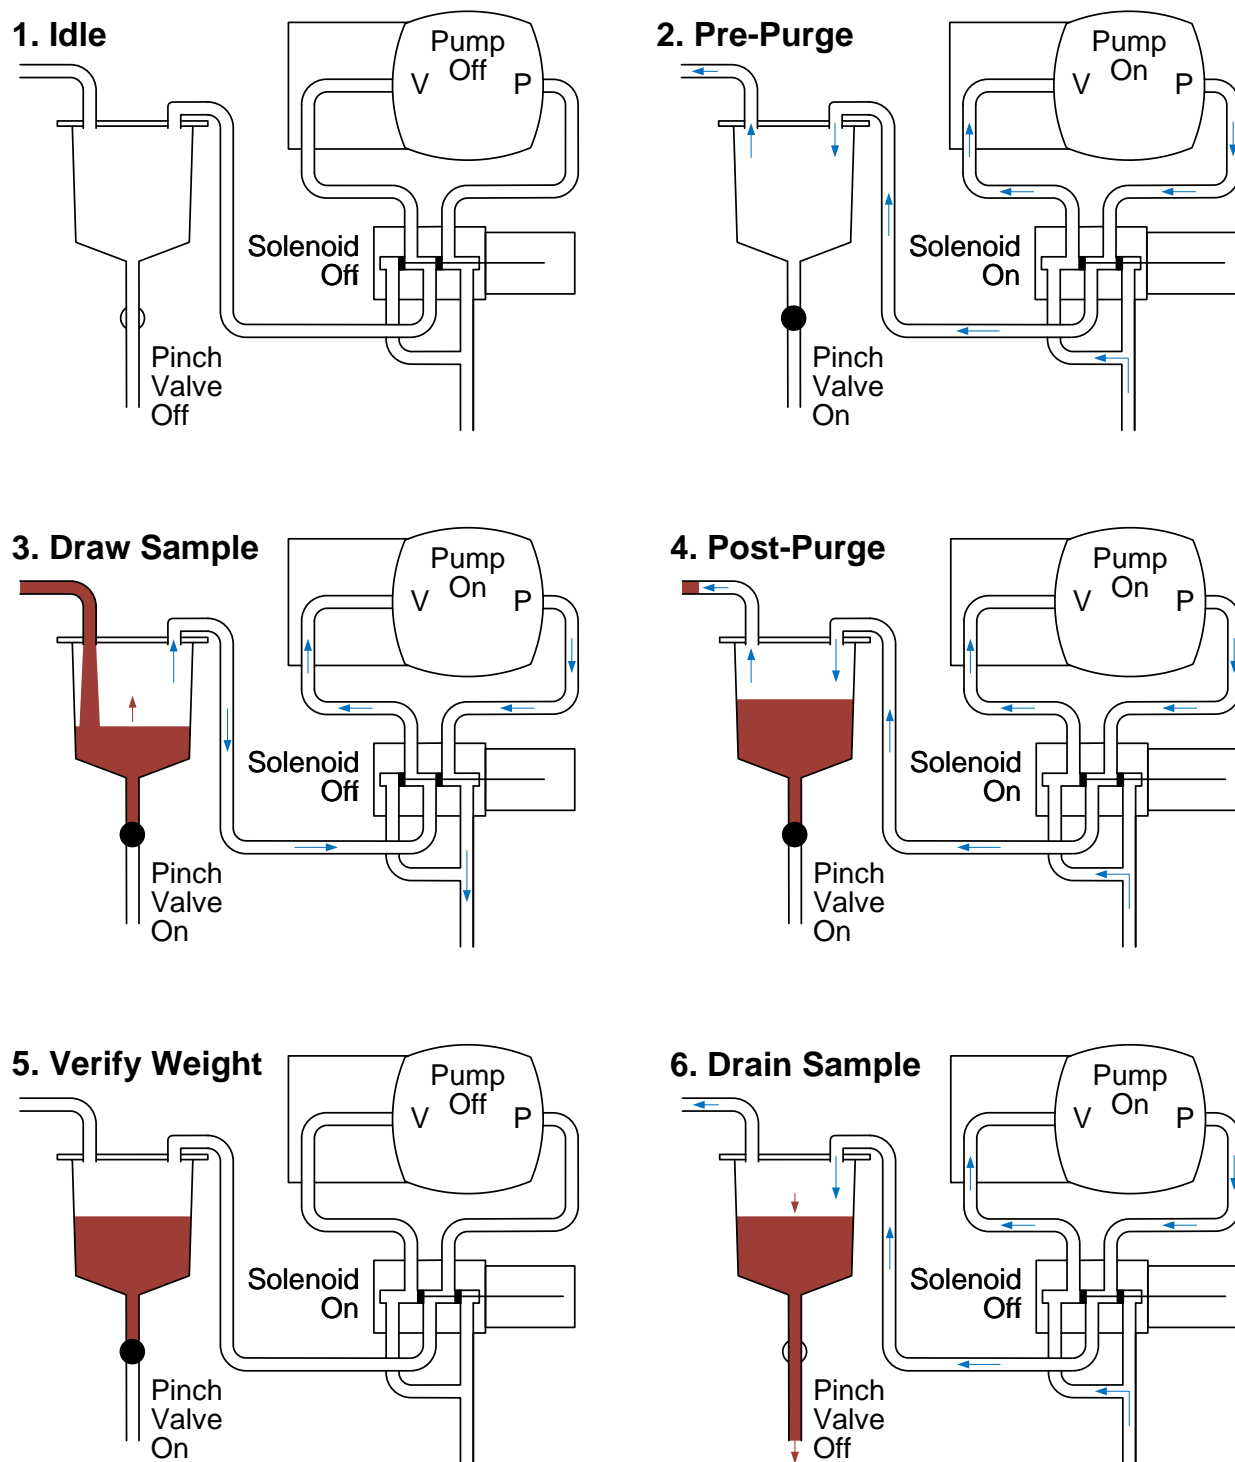 1. Idle
Pump
Off
V
P
Solenoid
Off
Pinch
Valve
Off
2. Pre-Purge
Pump
On
V
P
Solenoid
On
Pinch
Valve
On
3. Draw Sample
Pump
On
V
P
Solenoid
Off
Pinch
Valve
On
4. Post-Purge
Pump
On
V
P
Solenoid
On
Pinch
Valve
On
5. Verify Weight
Pump
Off
V
P
Solenoid
On
Pinch
Valve
On
6. Drain Sample
Pump
On
V
P
Solenoid
Off
Pinch
Valve
Off